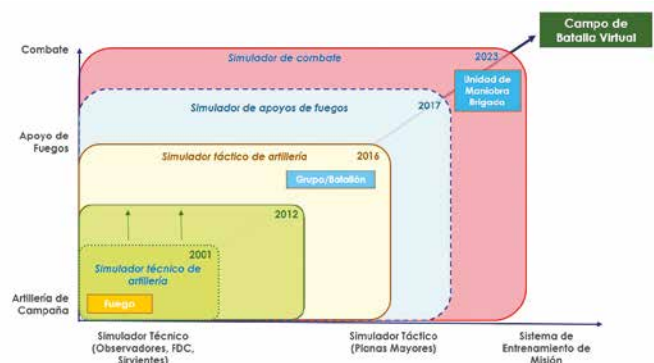 Campo de
Batalla Virtual
Combate
Simulador de combate
2023
Unidad de
Maniobra
Brigada
Simulador de apoyos de fuegos
2017
Apoyo de
Fuegos
Simulador táctico de artillería
2016
Grupo/Batallón
2012
2001
Simulador técnico de
artillería
Fuego
Artillería de
Campaña
Simulador Técnico
(Observadores, FDC,
Sirvientes)
Simulador Táctico
(Planas Mayores)
Sistema de
Entrenamiento de
Misión